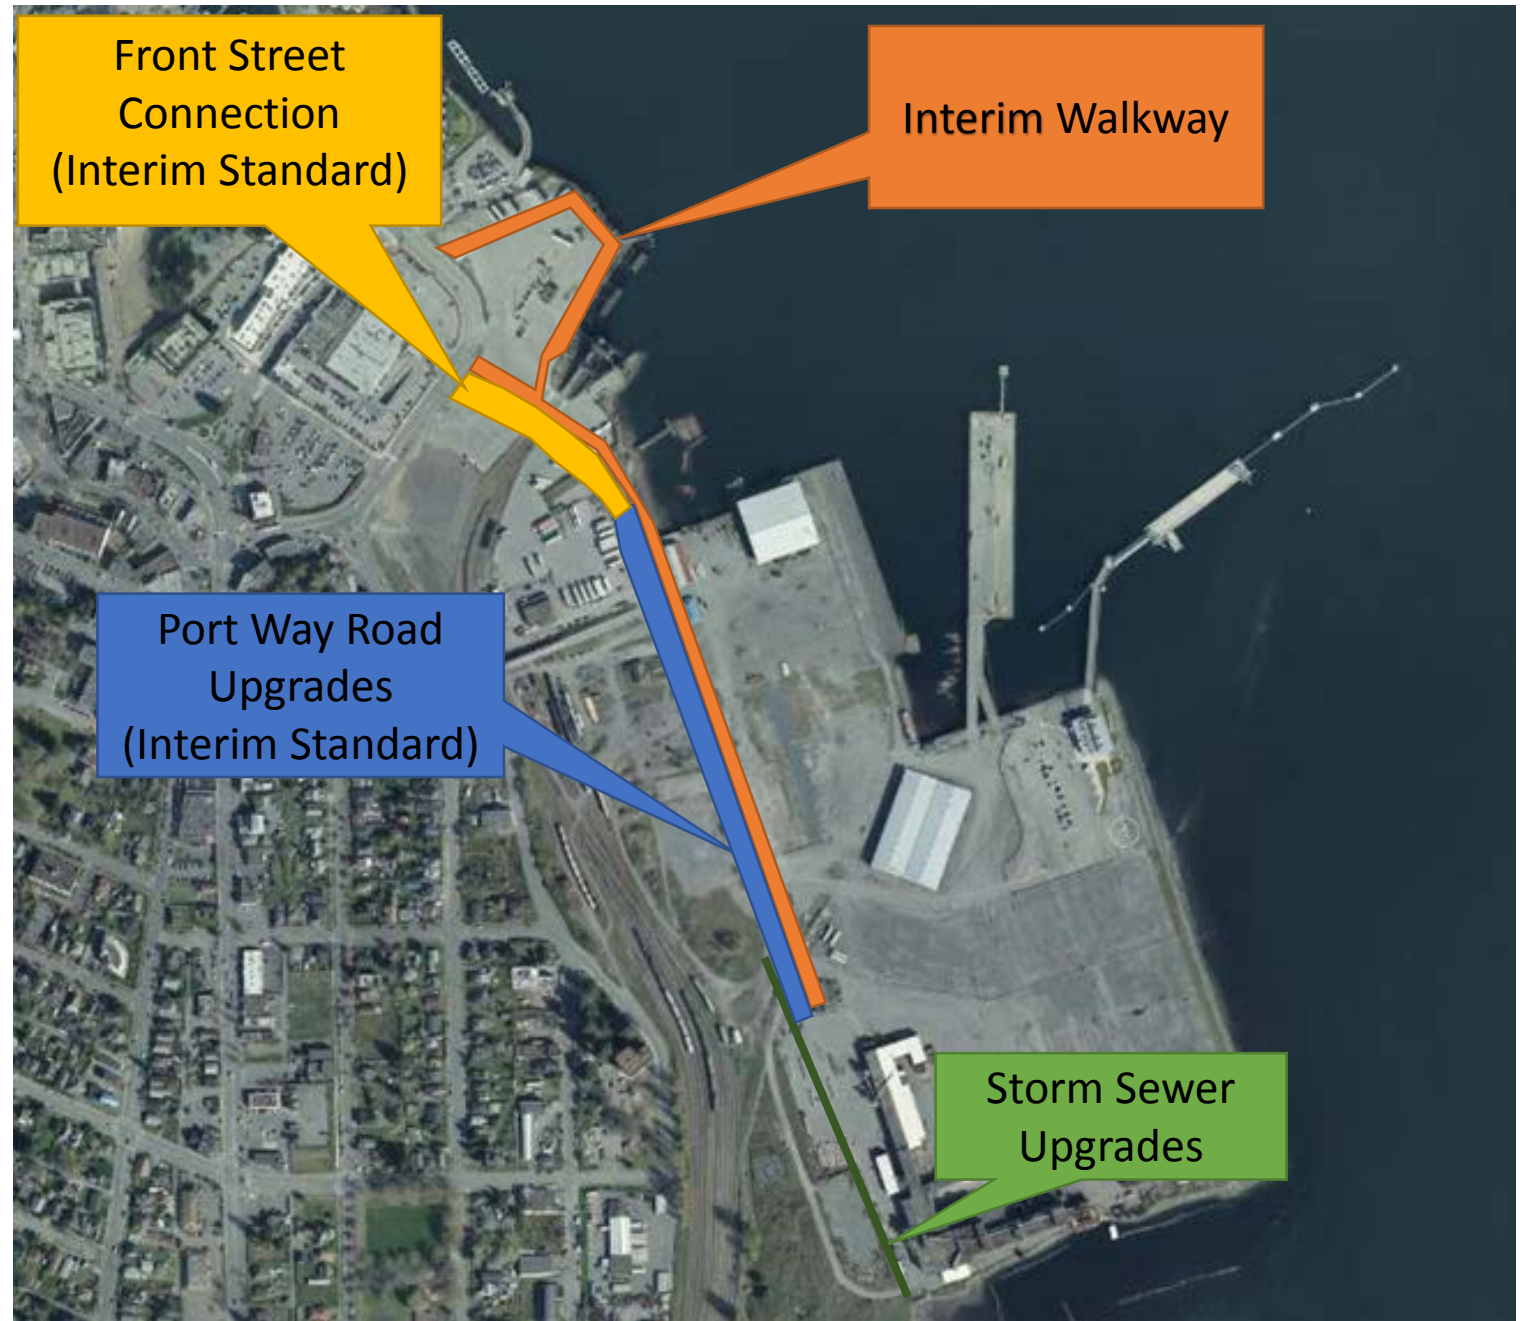 Front Street
Connection
(Interim Standard)
Interim Walkway
Port Way Road
Upgrades
(Interim Standard)
Storm Sewer
Upgrades